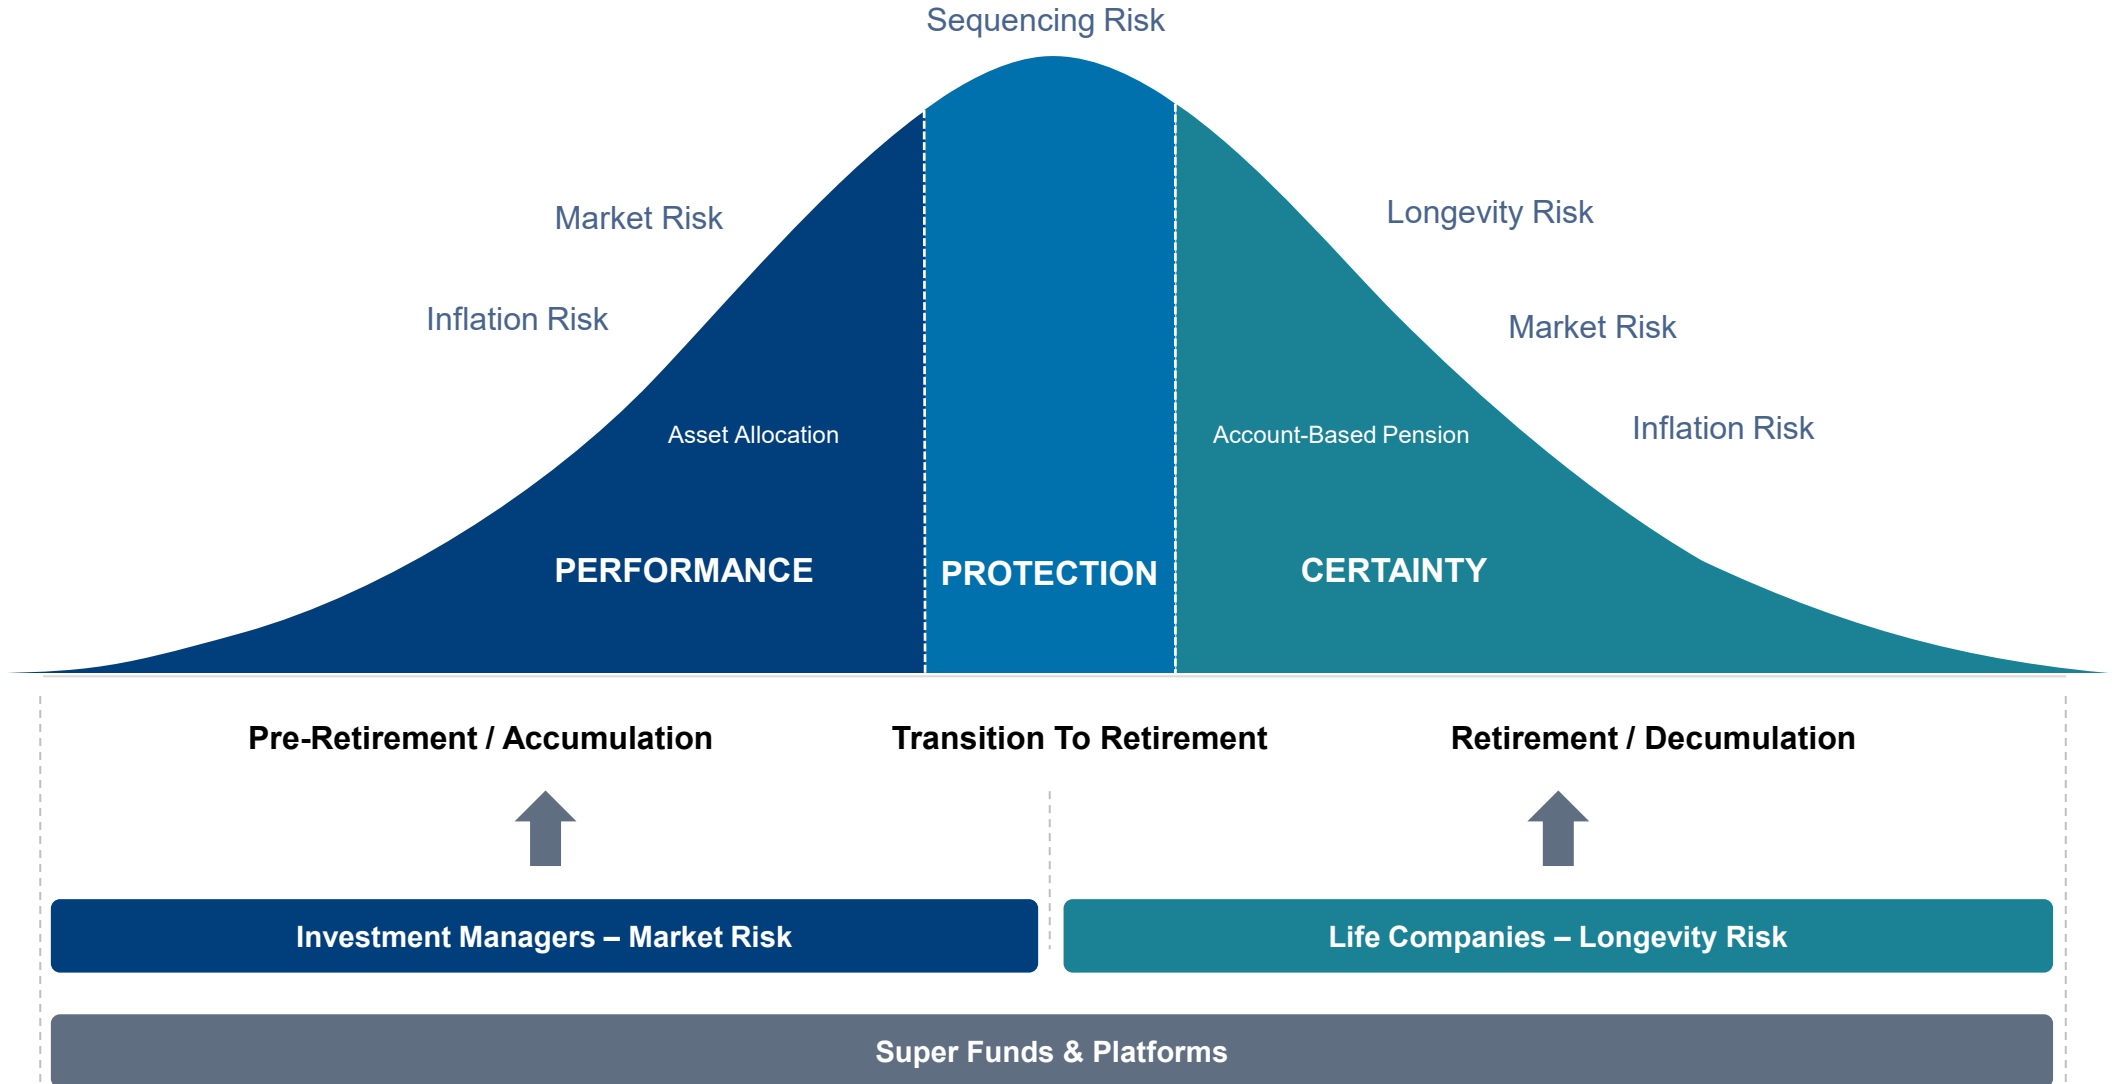 Sequencing Risk
Market Risk
Longevity Risk
Inflation Risk
Market Risk
Inflation Risk
Asset Allocation
Account-Based Pension
PERFORMANCE
PROTECTION
CERTAINTY
Pre-Retirement / Accumulation
Transition To Retirement
Retirement / Decumulation
Investment Managers – Market Risk
Life Companies – Longevity Risk
Super Funds & Platforms